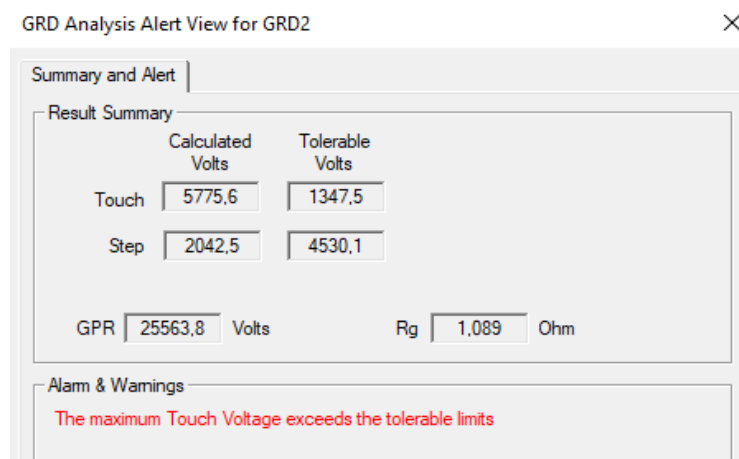 GRD Analysis Alert View for GRD2
Summary and Alert
Result Summary
Calculated Volts
Tolerable Volts
Touch 5775,6 1347,5
Step 2042,5 4530,1
GPR 25563,8 Volts Rg 1,089 Ohm
Alarm & Warnings
The maximum Touch Voltage exceeds the tolerable limits